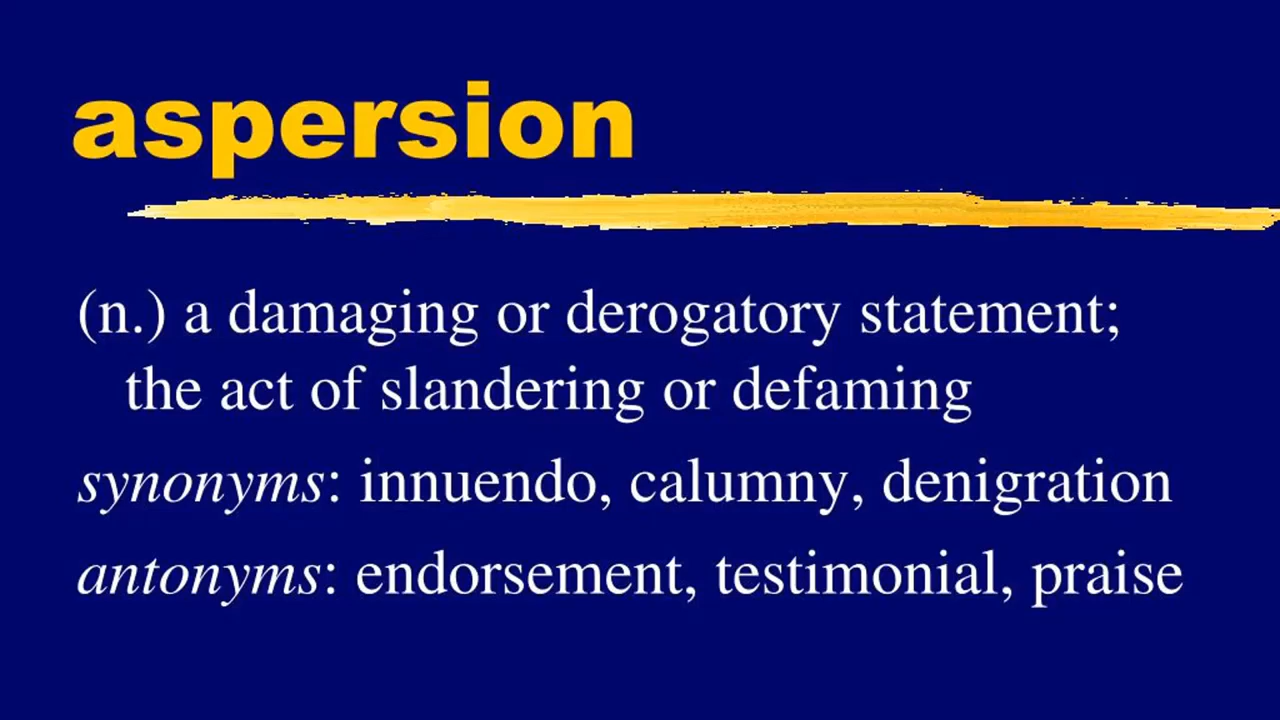 aspersion
(n.) a damaging or derogatory statement;
the act of slandering or defaming
synonyms: innuendo, calumny, denigration
antonyms: endorsement, testimonial, praise